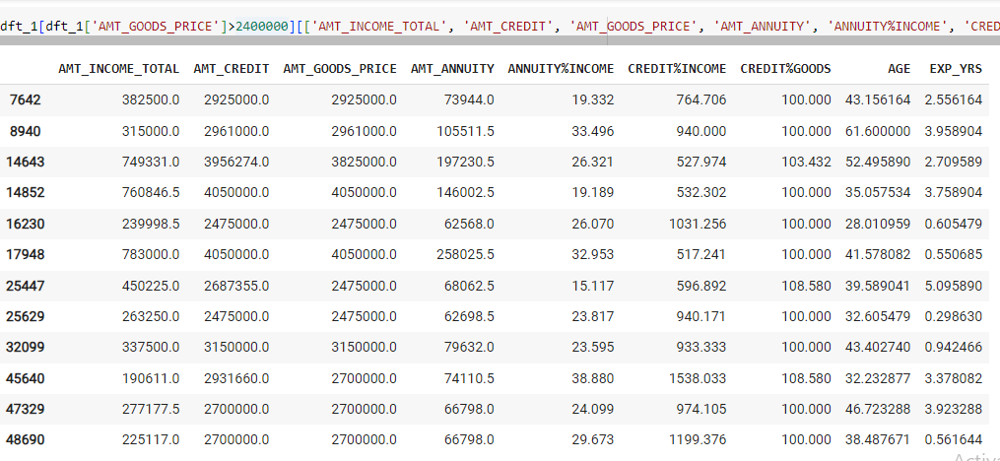 dft_1[dft_1['AMT_GOODS_PRICE']>2400000][['AMT_INCOME_TOTAL', 'AMT_CREDIT', 'AMT_GOODS_PRICE', 'AMT_ANNUITY', 'ANNUITY%INCOME', 'CRED
AMT_INCOME_TOTAL AMT_CREDIT AMT_GOODS_PRICE AMT_ANNUITY ANNUITY%INCOME CREDIT%INCOME CREDIT%GOODS AGE EXP_YRS
7642 382500.0 2925000.0 2925000.0 73944.0 19.332 764.706 100.000 43.156164 2.556164
8940 315000.0 2961000.0 2961000.0 105511.5 33.496 940.000 100.000 61.600000 3.958904
14643 749331.0 3956274.0 3825000.0 197230.5 26.321 527.974 103.432 52.495890 2.709589
14852 760846.5 4050000.0 4050000.0 146002.5 19.189 532.302 100.000 35.057534 3.758904
16230 239998.5 2475000.0 2475000.0 62568.0 26.070 1031.256 100.000 28.010959 0.605479
17948 783000.0 4050000.0 4050000.0 258025.5 32.953 517.241 100.000 41.578082 0.550685
25447 450225.0 2687355.0 2475000.0 68062.5 15.117 596.892 108.580 39.589041 5.095890
25629 263250.0 2475000.0 2475000.0 62698.5 23.817 940.171 100.000 32.605479 0.298630
32099 337500.0 3150000.0 3150000.0 79632.0 23.595 933.333 100.000 43.402740 0.942466
45640 190611.0 2931660.0 2700000.0 74110.5 38.880 1538.033 108.580 32.232877 3.378082
47329 277177.5 2700000.0 2700000.0 66798.0 24.099 974.105 100.000 46.723288 3.923288
48690 225117.0 2700000.0 2700000.0 66798.0 29.673 1199.376 100.000 38.487671 0.561644